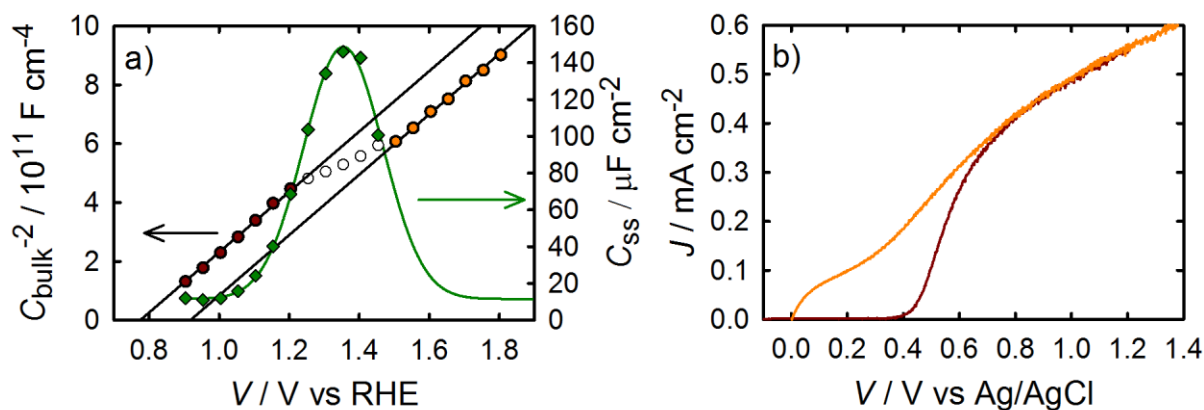 a)
C_bulk^-2 / 10^11 F cm^-4
10
8
6
4
2
0
160
140
120
100
80
60
40
20
0
C_ss / μF cm^-2
0.8 1.0 1.2 1.4 1.6 1.8
V / V vs RHE
b)
J / mA cm^-2
0.6
0.5
0.4
0.3
0.2
0.1
0.0
0.0 0.2 0.4 0.6 0.8 1.0 1.2 1.4
V / V vs Ag/AgCl